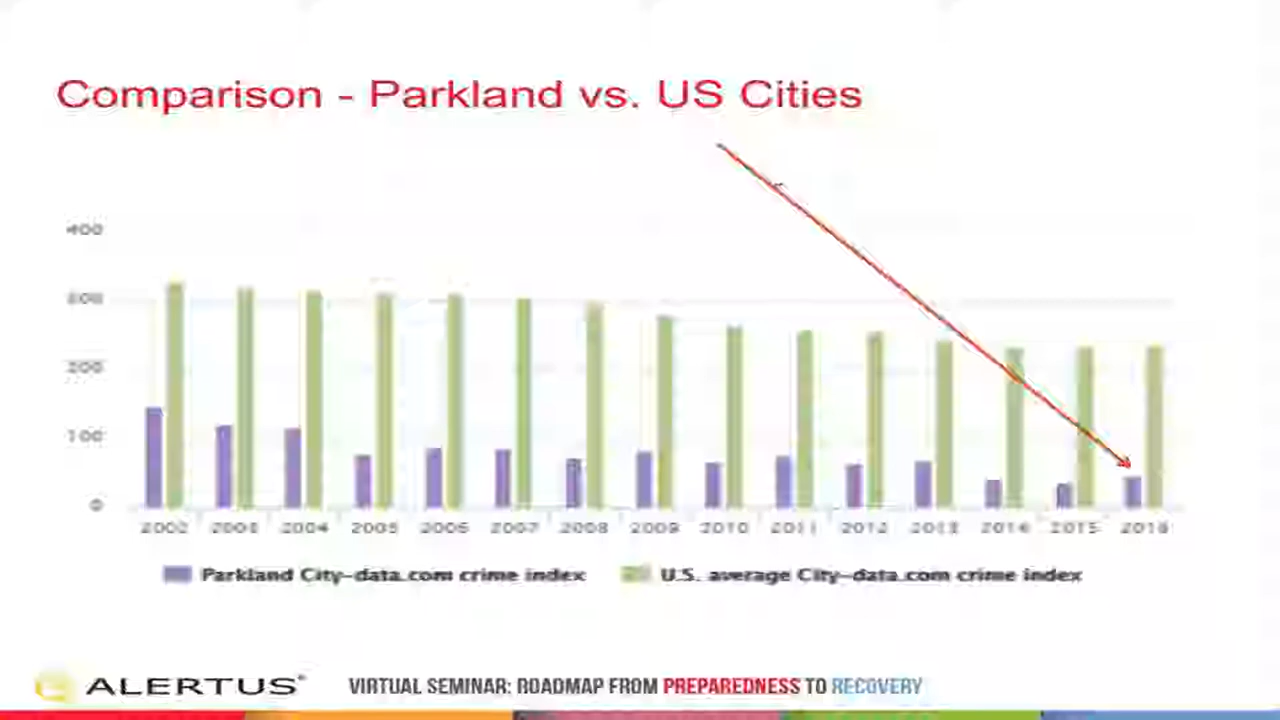 Comparison - Parkland vs. US Cities
400
300
200
100
0
2002 2003 2004 2005 2006 2007 2008 2009 2010 2011 2012 2013 2014 2015 2016
Parkland City-data.com crime index U.S. average City-data.com crime index
ALERTUS® VIRTUAL SEMINAR: ROADMAP FROM PREPAREDNESS TO RECOVERY